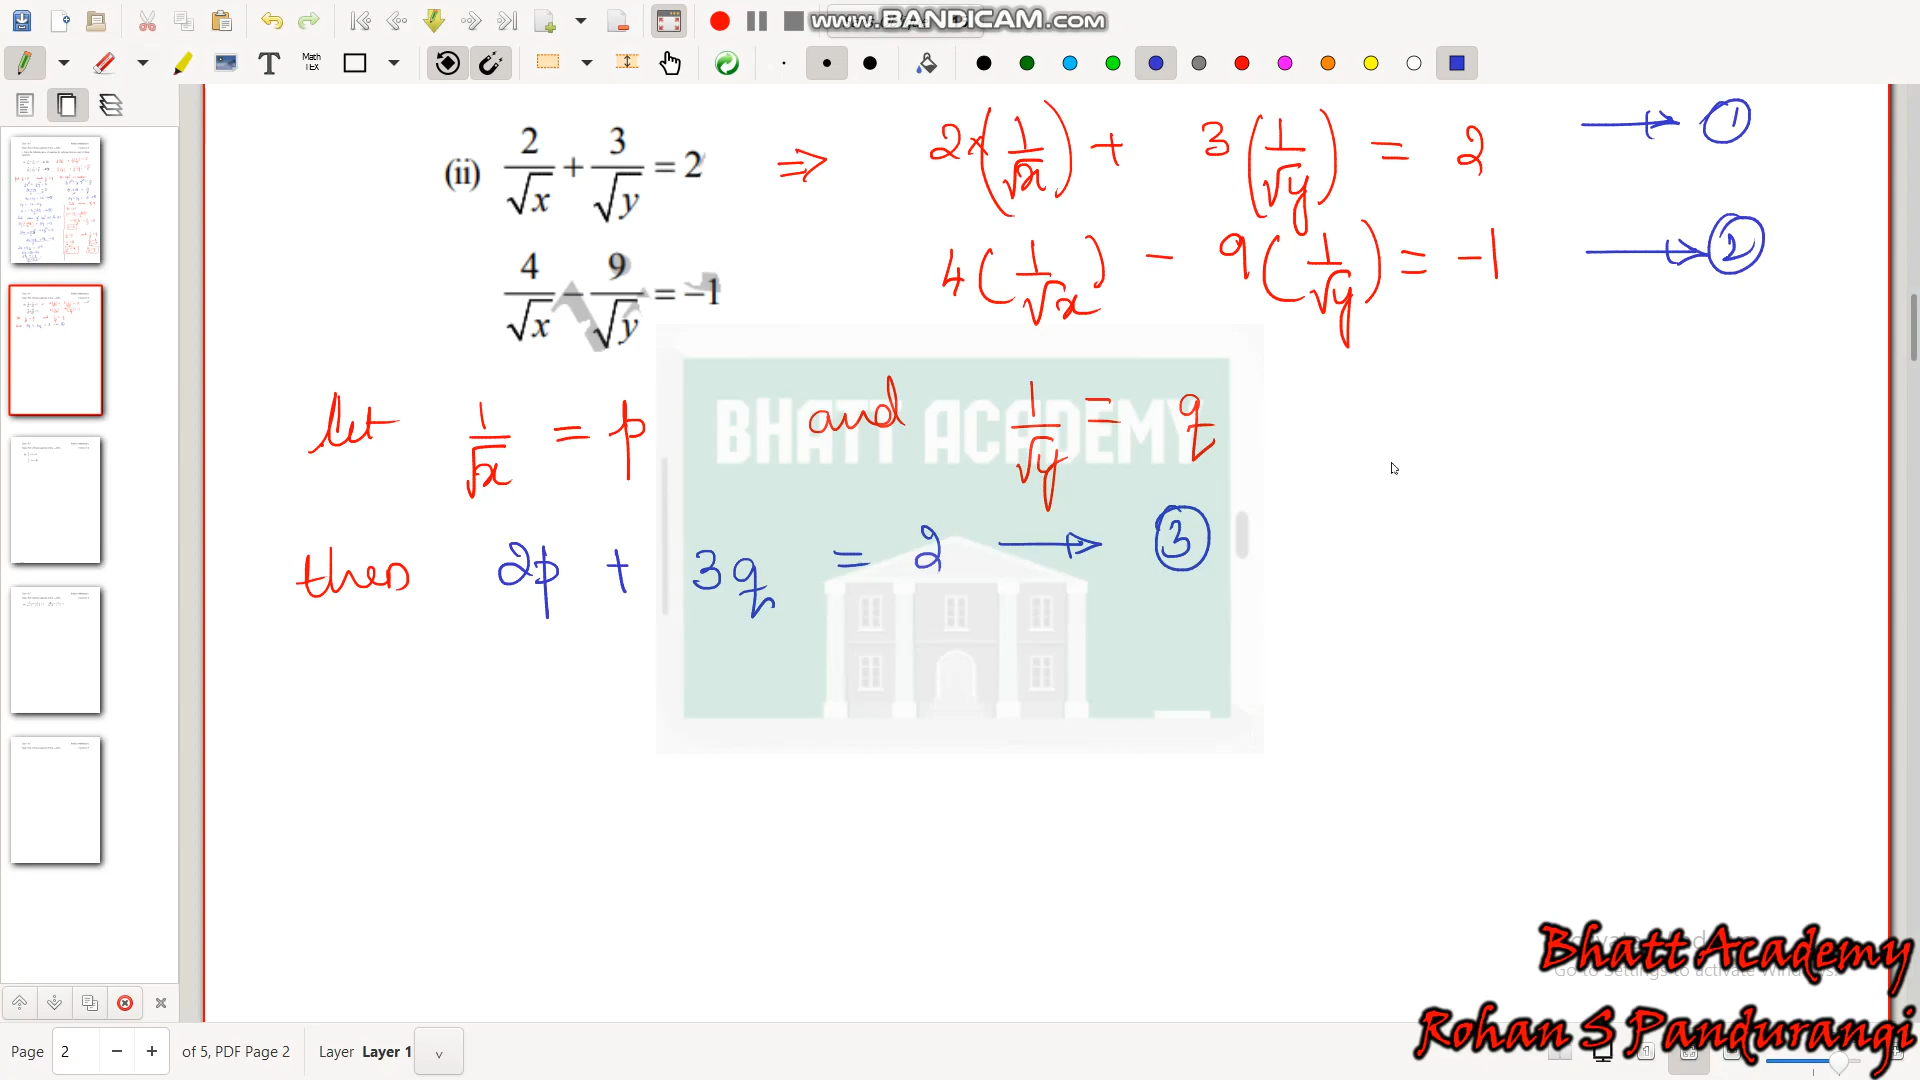 www.BANDICAM.com
Math
TEX
(ii) 2/√x + 3/√y = 2 ⇒ 2×(1/√x) + 3(1/√y) = 2 → ①
4/√x − 9/√y = −1 4(1/√x) − 9(1/√y) = −1 → ②
BHATT ACADEMY
let 1/√x = p and 1/√y = q
then 2p + 3q = 2 → ③
Bhatt Academy
Rohan S Pandurangi
Page 2 − + of 5, PDF Page 2 Layer Layer 1